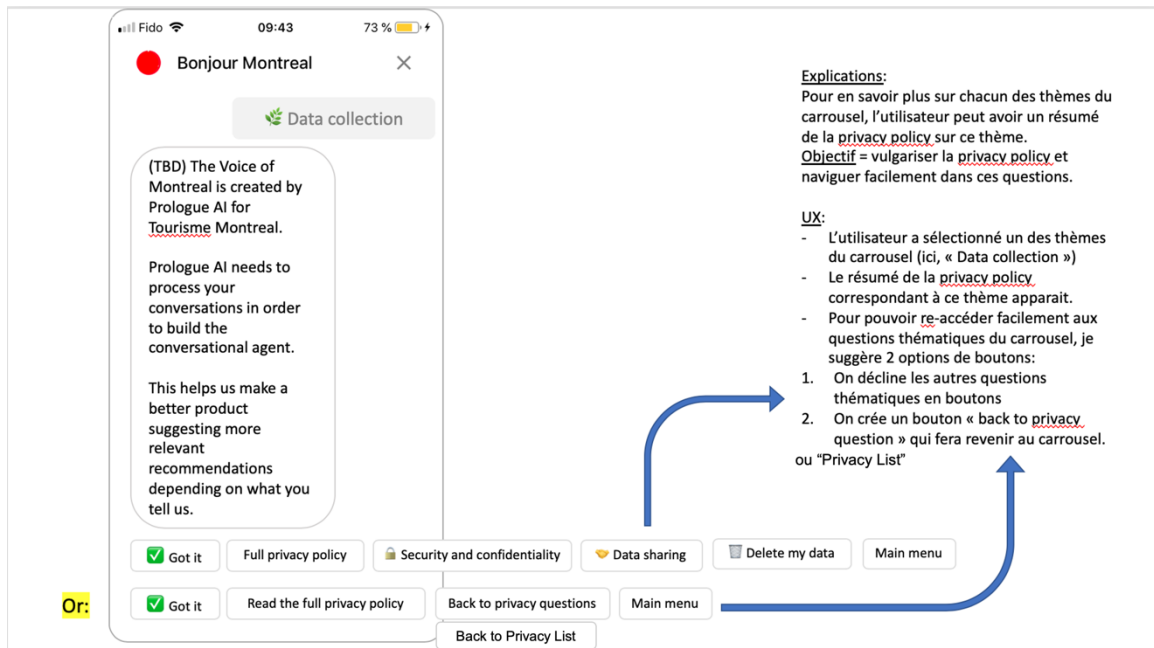 Fido 09:43 73 %
Bonjour Montreal
Data collection
(TBD) The Voice of
Montreal is created by
Prologue AI for
Tourisme Montreal.
Prologue AI needs to
process your
conversations in order
to build the
conversational agent.
This helps us make a
better product
suggesting more
relevant
recommendations
depending on what you
tell us.
Got it Full privacy policy Security and confidentiality Data sharing Delete my data Main menu
Or: Got it Read the full privacy policy Back to privacy questions Main menu
Back to Privacy List
Explications:
Pour en savoir plus sur chacun des thèmes du
carrousel, l’utilisateur peut avoir un résumé
de la privacy policy sur ce thème.
Objectif = vulgariser la privacy policy et
naviguer facilement dans ces questions.
UX:
- L’utilisateur a sélectionné un des thèmes
du carrousel (ici, « Data collection »)
- Le résumé de la privacy policy
correspondant à ce thème apparait.
- Pour pouvoir re-accéder facilement aux
questions thématiques du carrousel, je
suggère 2 options de boutons:
1. On décline les autres questions
thématiques en boutons
2. On crée un bouton « back to privacy
question » qui fera revenir au carrousel.
ou “Privacy List”